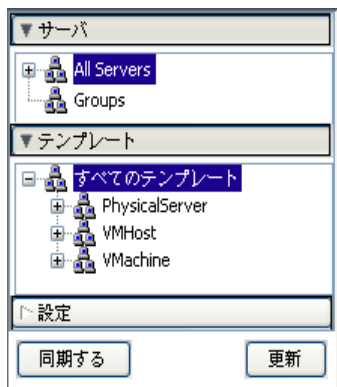 サーバ
All Servers
Groups
テンプレート
すべてのテンプレート
PhysicalServer
VMHost
VMachine
設定
同期する 更新